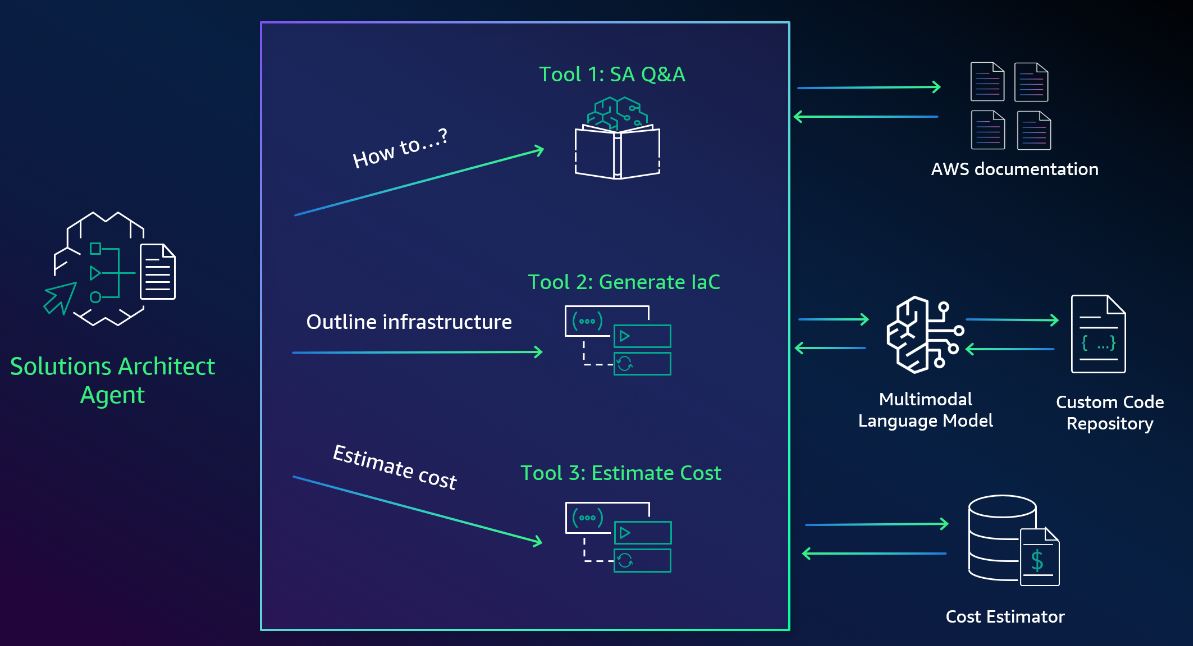 Solutions Architect
Agent
How to...?
Tool 1: SA Q&A
AWS documentation
Outline infrastructure
Tool 2: Generate IaC
(•••)
Multimodal
Language Model
{ ...}
Custom Code
Repository
Estimate cost
Tool 3: Estimate Cost
(•••)
$
Cost Estimator